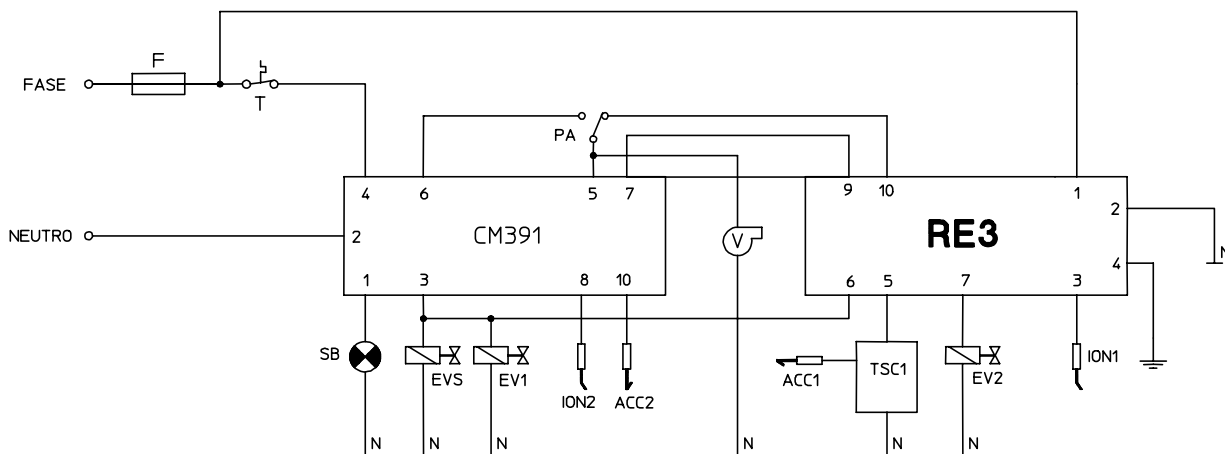 F
FASE
T
PA
4
6
5
7
9
10
1
2
NEUTRO
2
CM391
V
RE3
N
4
1
3
8
10
6
5
7
3
SB
EVS
EV1
ION2
ACC2
ACC1
TSC1
EV2
ION1
N
N
N
N
N
N